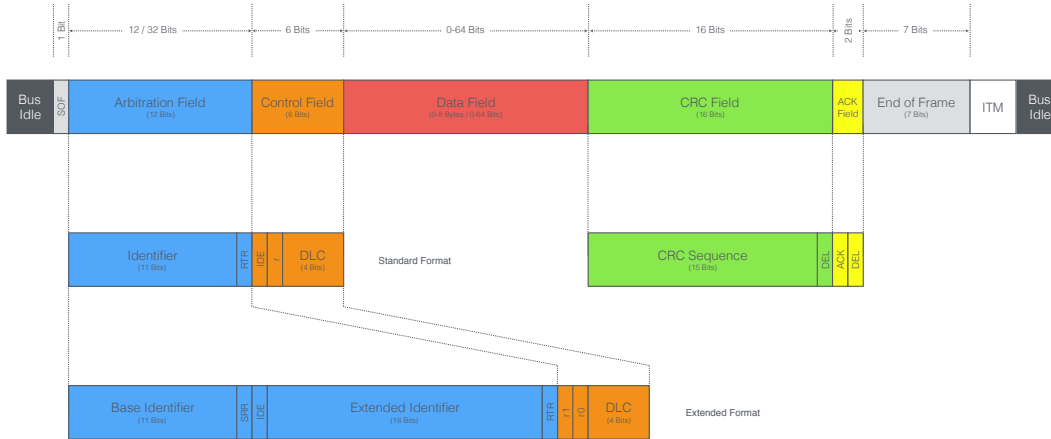 1 Bit
12 / 32 Bits
6 Bits
0-64 Bits
16 Bits
2 Bits
7 Bits
Bus
Idle
SOF
Arbitration Field
(12 Bits)
Control Field
(6 Bits)
Data Field
(0-8 Bytes / 0-64 Bits)
CRC Field
(16 Bits)
ACK
Field
End of Frame
(7 Bits)
ITM
Bus
Idle
Identifier
(11 Bits)
RTR
IDE
r
DLC
(4 Bits)
Standard Format
CRC Sequence
(15 Bits)
DEL
ACK
DEL
Base Identifier
(11 Bits)
SRR
IDE
Extended Identifier
(18 Bits)
RTR
r1
r0
DLC
(4 Bits)
Extended Format